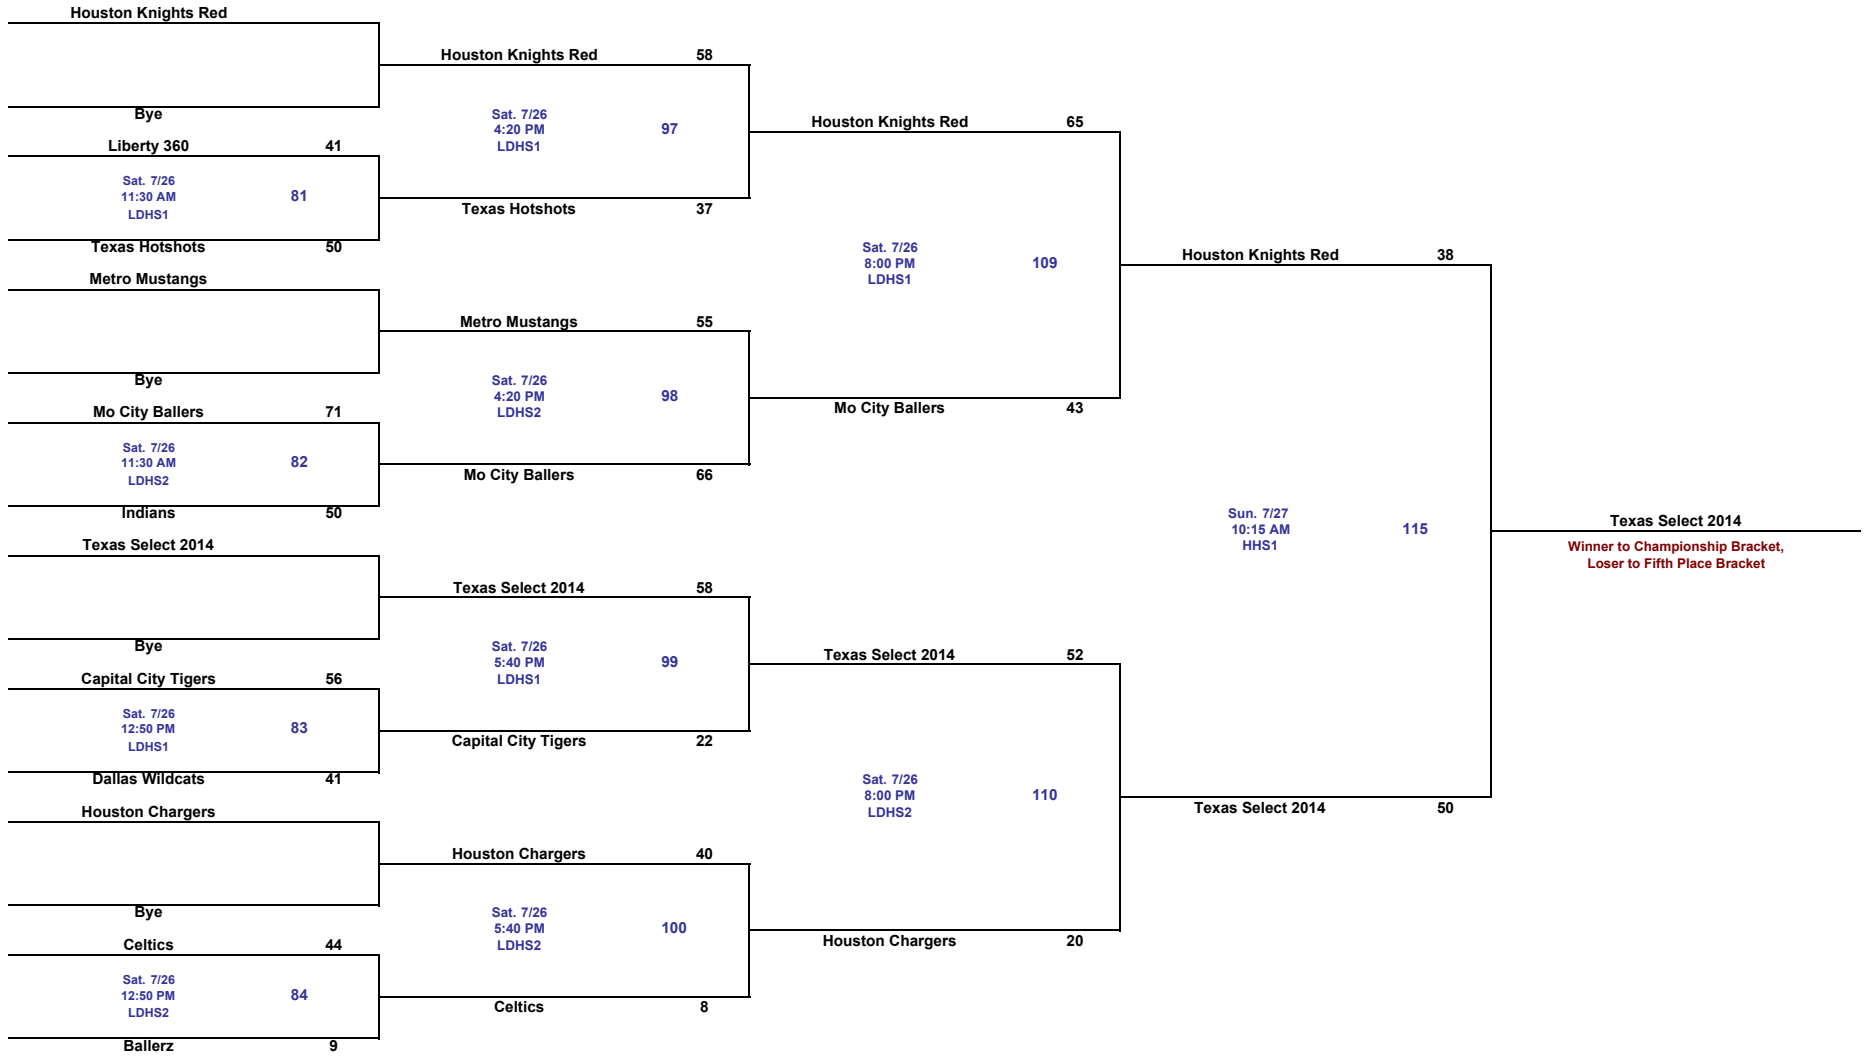 Houston Knights Red
Bye
Liberty 360 41
Sat. 7/26
11:30 AM 81
LDHS1
Texas Hotshots 50
Metro Mustangs
Bye
Mo City Ballers 71
Sat. 7/26
11:30 AM 82
LDHS2
Indians 50
Texas Select 2014
Bye
Capital City Tigers 56
Sat. 7/26
12:50 PM 83
LDHS1
Dallas Wildcats 41
Houston Chargers
Bye
Celtics 44
Sat. 7/26
12:50 PM 84
LDHS2
Ballerz 9
Houston Knights Red 58
Sat. 7/26
4:20 PM 97
LDHS1
Texas Hotshots 37
Metro Mustangs 55
Sat. 7/26
4:20 PM 98
LDHS2
Mo City Ballers 66
Texas Select 2014 58
Sat. 7/26
5:40 PM 99
LDHS1
Capital City Tigers 22
Houston Chargers 40
Sat. 7/26
5:40 PM 100
LDHS2
Celtics 8
Houston Knights Red 65
Sat. 7/26
8:00 PM 109
LDHS1
Mo City Ballers 43
Texas Select 2014 52
Sat. 7/26
8:00 PM 110
LDHS2
Houston Chargers 20
Houston Knights Red 38
Sun. 7/27
10:15 AM 115
HHS1
Texas Select 2014 50
Texas Select 2014
Winner to Championship Bracket,
Loser to Fifth Place Bracket